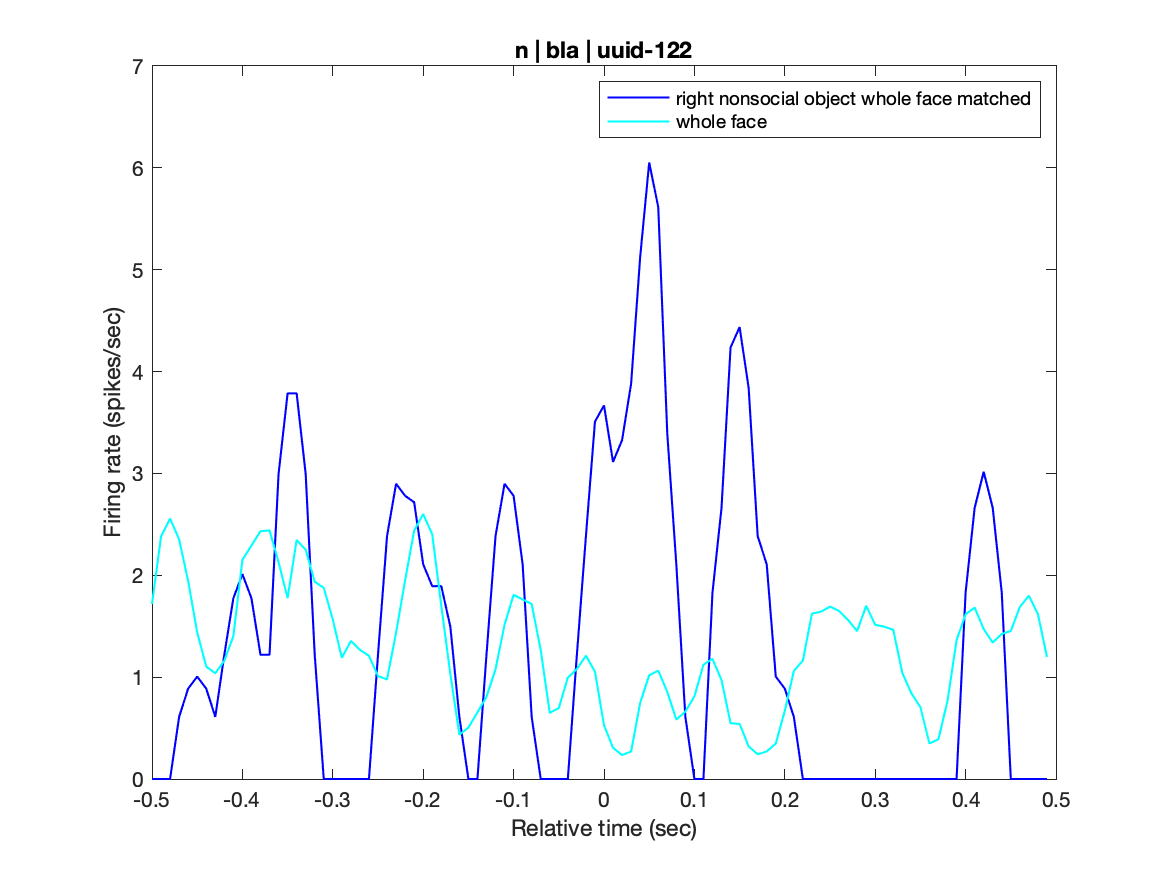 n | bla | uuid-122
right nonsocial object whole face matched
whole face
Firing rate (spikes/sec)
7
6
5
4
3
2
1
0
-0.5 -0.4 -0.3 -0.2 -0.1 0 0.1 0.2 0.3 0.4 0.5
Relative time (sec)